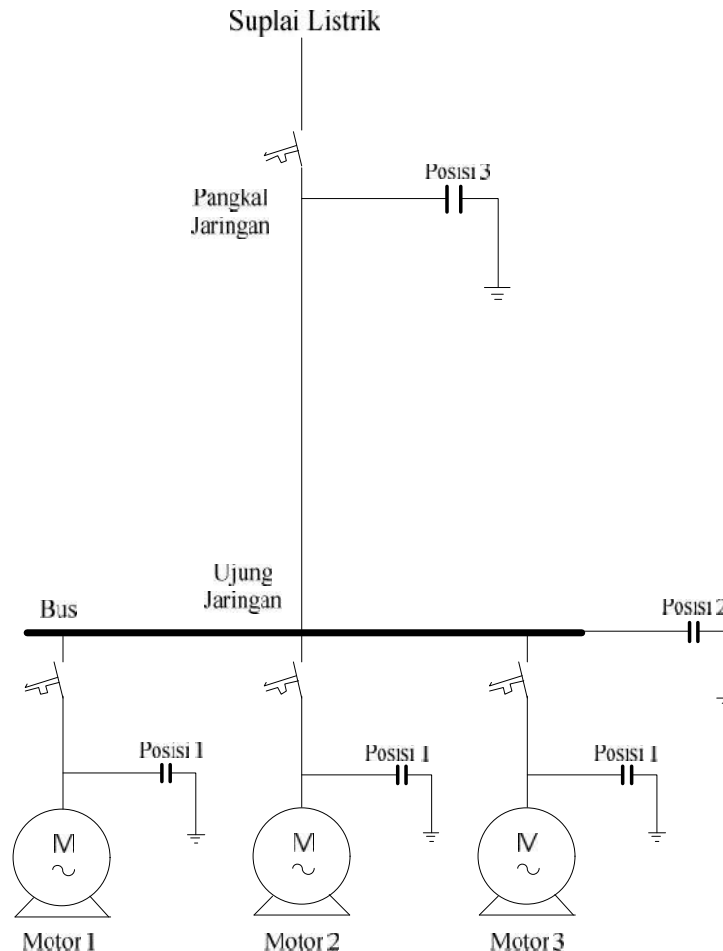 Suplai Listrik
Posisi 3
Pangkal
Jaringan
Ujung
Jaringan
Bus
Posisi 2
Posisi 1
Posisi 1
Posisi 1
M
M
M
Motor 1
Motor 2
Motor 3